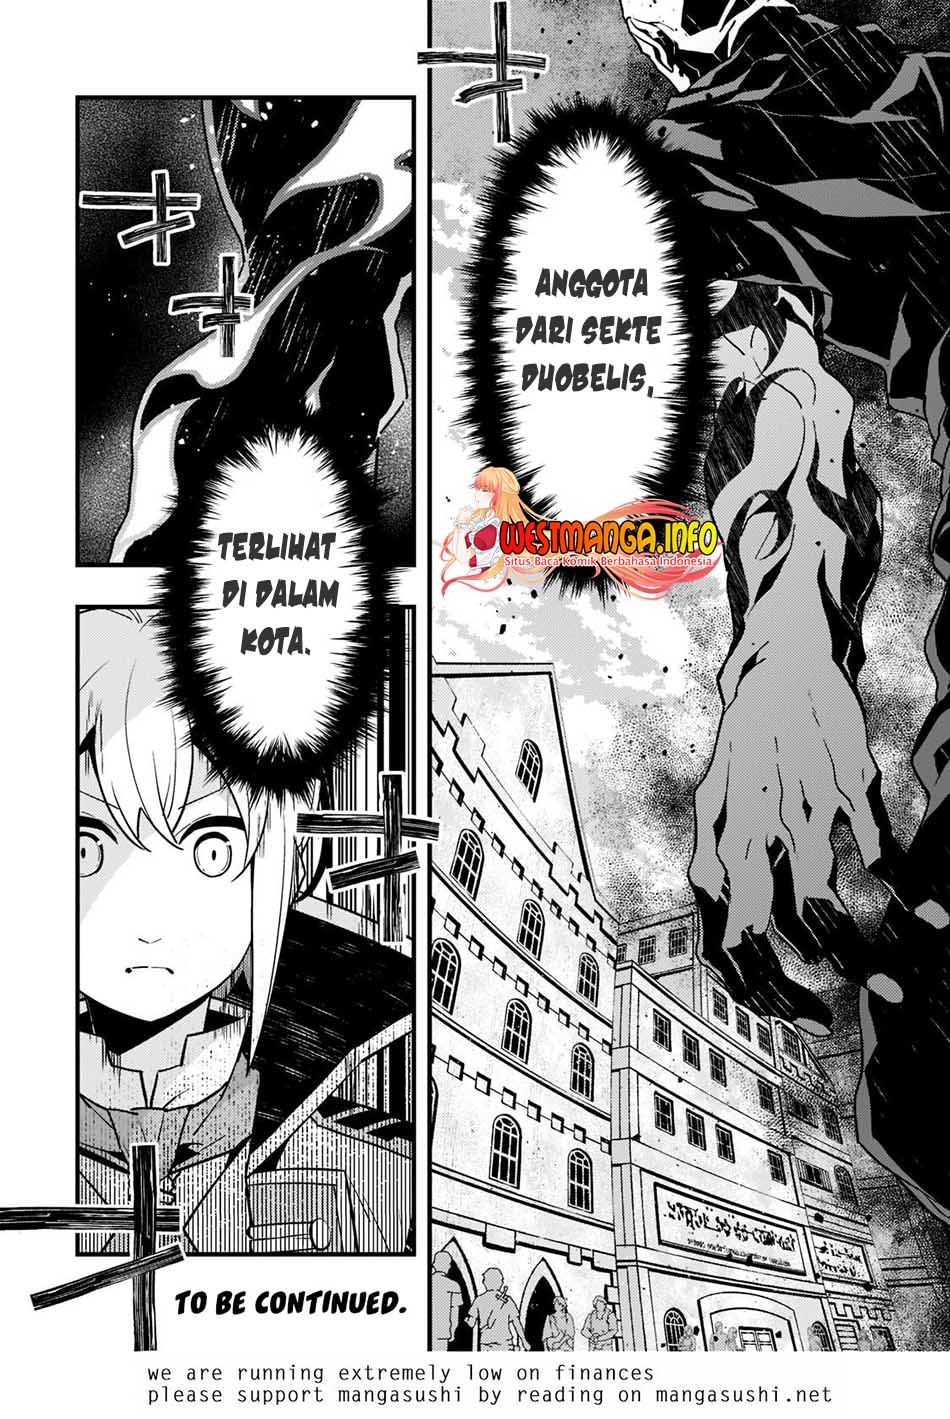 ANGGOTA
DARI SEKTE
DUOBELIS,
WESTMANGA.INFO
Situs Baca Komik Berbahasa Indonesia
TERLIHAT
DI DALAM
KOTA.
TO BE CONTINUED.
we are running extremely low on finances
please support mangasushi by reading on mangasushi.net